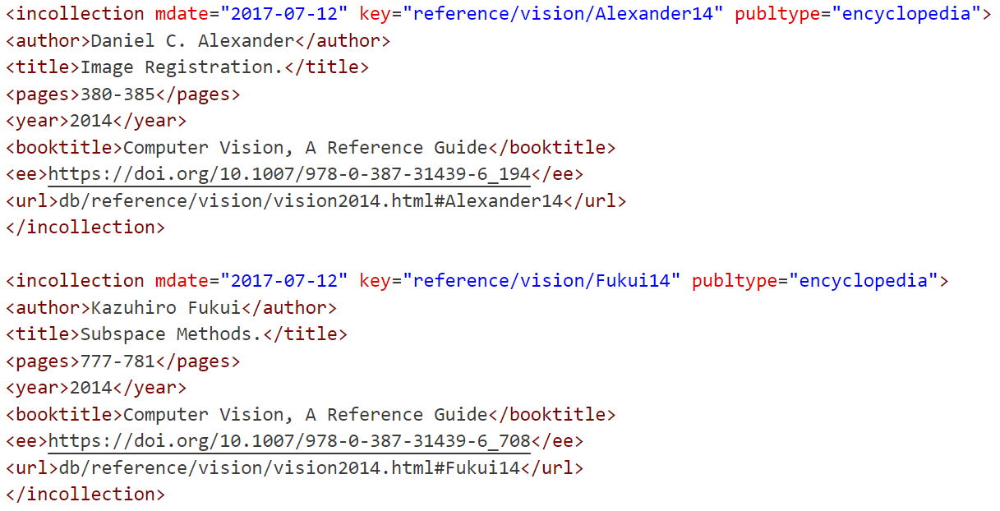 <incollection mdate="2017-07-12" key="reference/vision/Alexander14" publtype="encyclopedia">
<author>Daniel C. Alexander</author>
<title>Image Registration.</title>
<pages>380-385</pages>
<year>2014</year>
<booktitle>Computer Vision, A Reference Guide</booktitle>
<ee>https://doi.org/10.1007/978-0-387-31439-6_194</ee>
<url>db/reference/vision/vision2014.html#Alexander14</url>
</incollection>
<incollection mdate="2017-07-12" key="reference/vision/Fukui14" publtype="encyclopedia">
<author>Kazuhiro Fukui</author>
<title>Subspace Methods.</title>
<pages>777-781</pages>
<year>2014</year>
<booktitle>Computer Vision, A Reference Guide</booktitle>
<ee>https://doi.org/10.1007/978-0-387-31439-6_708</ee>
<url>db/reference/vision/vision2014.html#Fukui14</url>
</incollection>